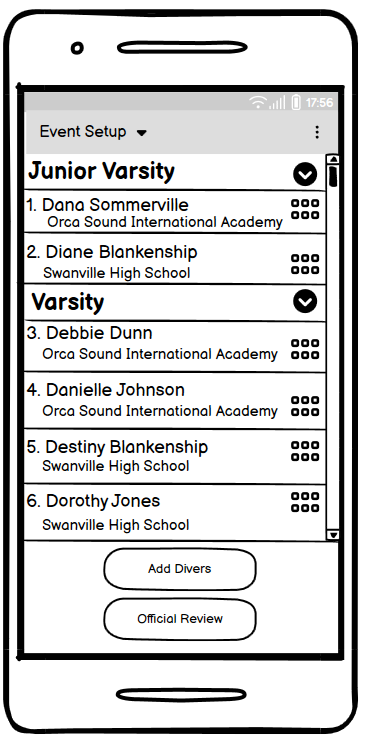 17:56
Event Setup
Junior Varsity
1. Dana Sommerville
Orca Sound International Academy
2. Diane Blankenship
Swanville High School
Varsity
3. Debbie Dunn
Orca Sound International Academy
4. Danielle Johnson
Orca Sound International Academy
5. Destiny Blankenship
Swanville High School
6. Dorothy Jones
Swanville High School
Add Divers
Official Review